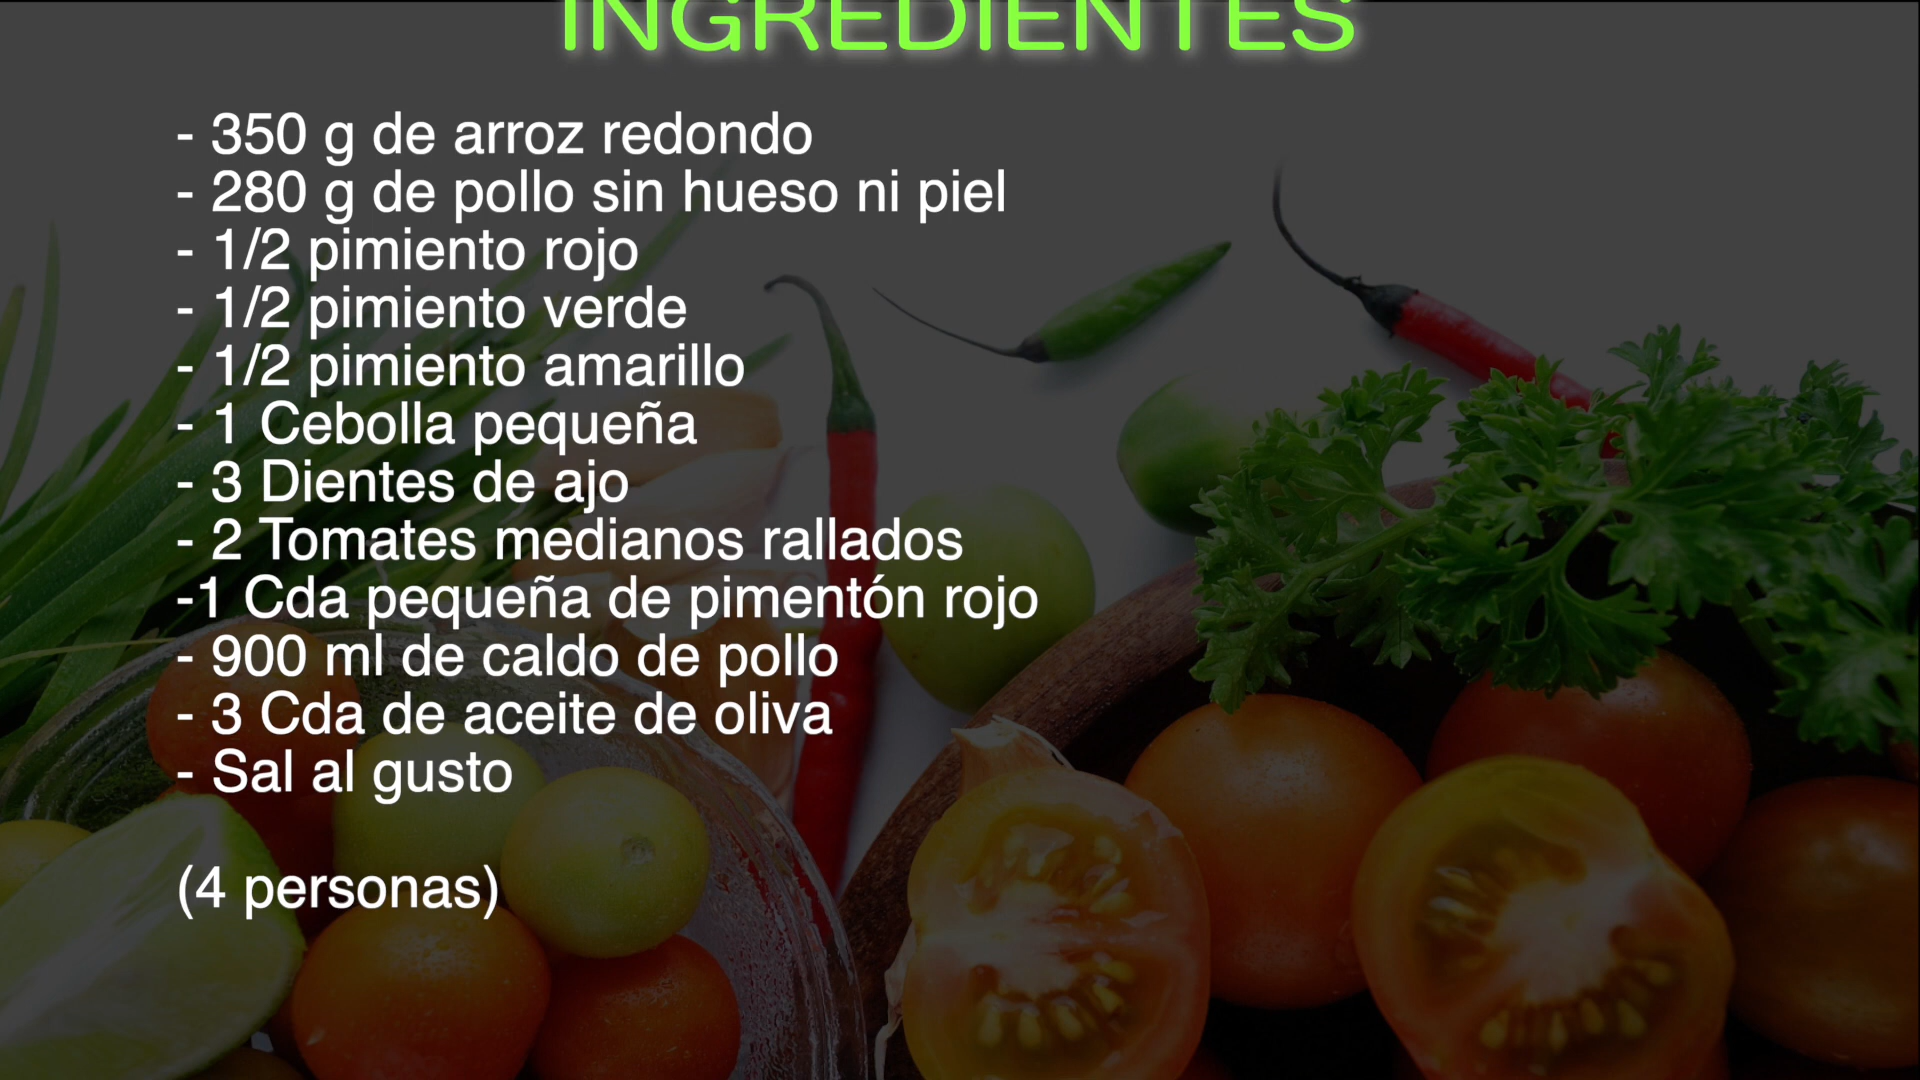 INGREDIENTES
- 350 g de arroz redondo
- 280 g de pollo sin hueso ni piel
- 1/2 pimiento rojo
- 1/2 pimiento verde
- 1/2 pimiento amarillo
- 1 Cebolla pequeña
- 3 Dientes de ajo
- 2 Tomates medianos rallados
-1 Cda pequeña de pimentón rojo
- 900 ml de caldo de pollo
- 3 Cda de aceite de oliva
- Sal al gusto
(4 personas)